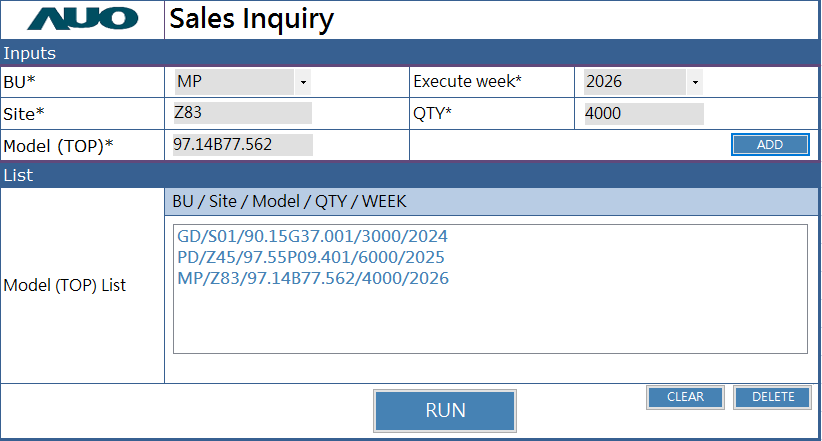 AUO Sales Inquiry
Inputs
BU* MP Execute week* 2026
Site* Z83 QTY* 4000
Model (TOP)* 97.14B77.562 ADD
List
BU / Site / Model / QTY / WEEK
Model (TOP) List
GD/S01/90.15G37.001/3000/2024
PD/Z45/97.55P09.401/6000/2025
MP/Z83/97.14B77.562/4000/2026
RUN CLEAR DELETE